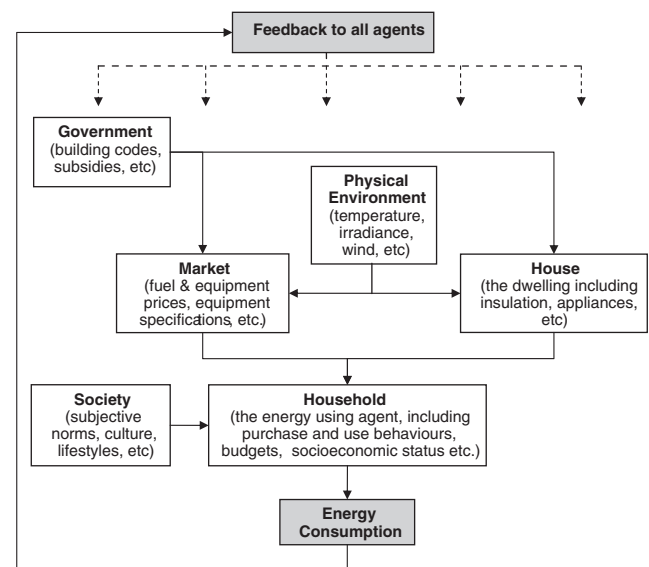 Feedback to all agents
Government
(building codes,
subsidies, etc)
Physical
Environment
(temperature,
irradiance,
wind, etc)
Market
(fuel & equipment
prices, equipment
specifications, etc.)
House
(the dwelling including
insulation, appliances,
etc)
Society
(subjective
norms, culture,
lifestyles, etc)
Household
(the energy using agent, including
purchase and use behaviours,
budgets, socioeconomic status etc.)
Energy
Consumption